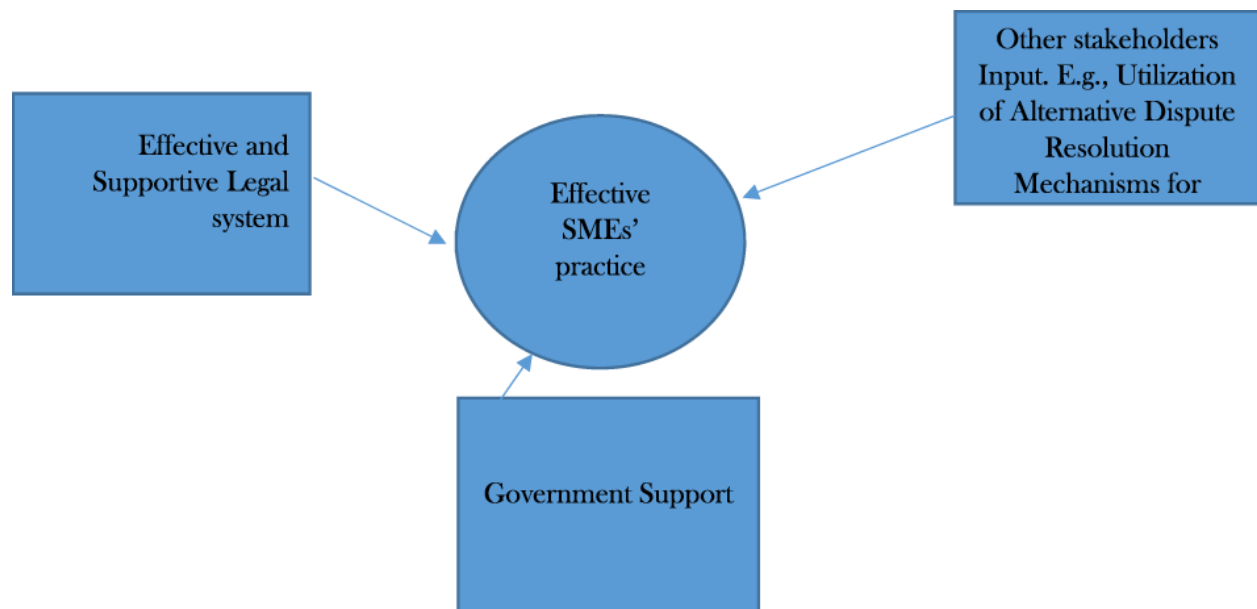 Effective and
Supportive Legal
system
Effective
SMEs’
practice
Other stakeholders
Input. E.g., Utilization
of Alternative Dispute
Resolution
Mechanisms for
Government Support